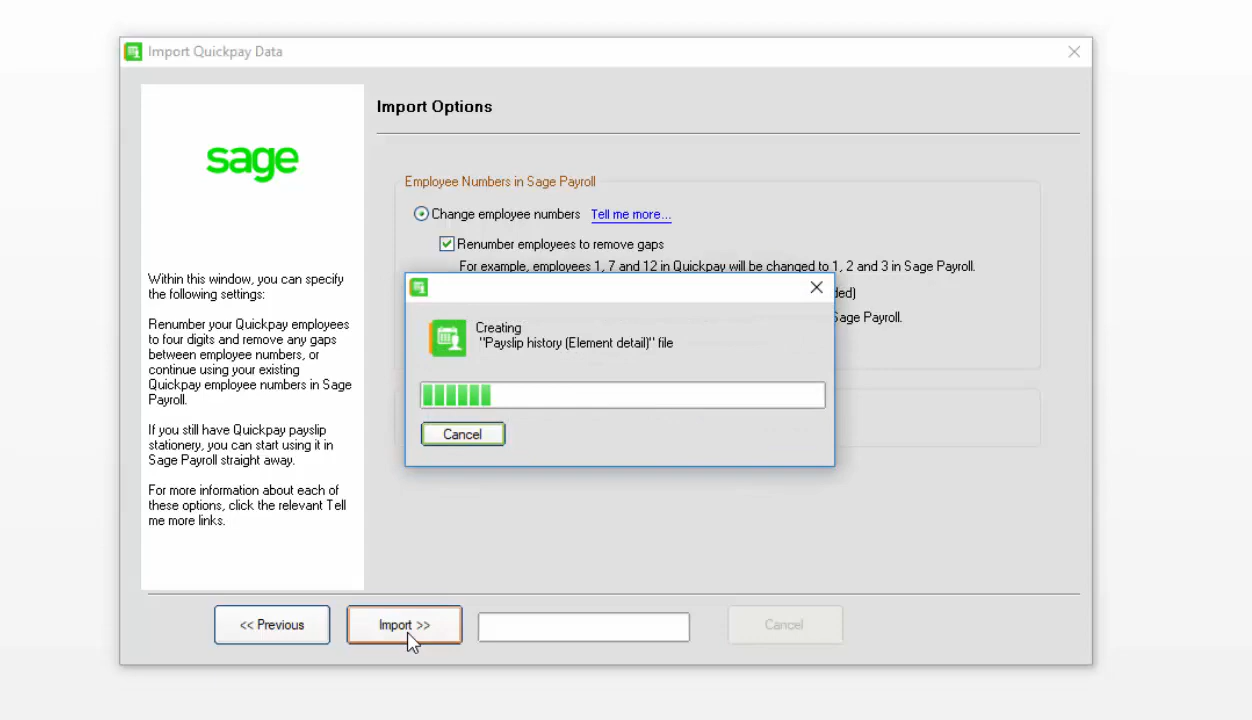 Import Quickpay Data
sage
Within this window, you can specify
the following settings:
Renumber your Quickpay employees
to four digits and remove any gaps
between employee numbers, or
continue using your existing
Quickpay employee numbers in Sage
Payroll.
If you still have Quickpay payslip
stationery, you can start using it in
Sage Payroll straight away.
For more information about each of
these options, click the relevant Tell
me more links.
Import Options
Employee Numbers in Sage Payroll
Change employee numbers Tell me more...
Renumber employees to remove gaps
For example, employees 1, 7 and 12 in Quickpay will be changed to 1, 2 and 3 in Sage Payroll.
ded)
Sage Payroll.
Creating
"Payslip history (Element detail)" file
Cancel
<< Previous
Import >>
Cancel